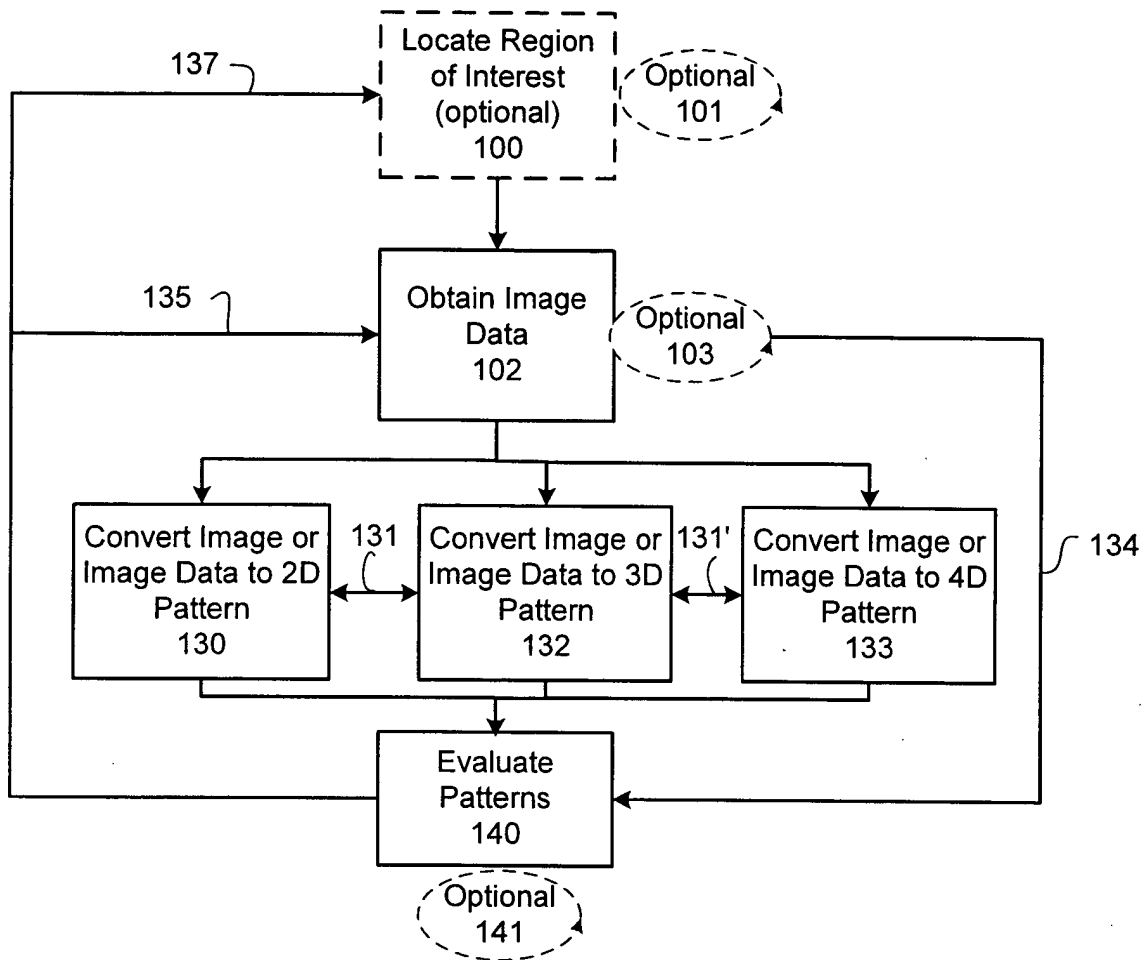 Locate Region
of Interest
(optional)
100
Optional
101
137
Obtain Image
Data
102
Optional
103
135
Convert Image or
Image Data to 2D
Pattern
130
131
Convert Image or
Image Data to 3D
Pattern
132
131'
Convert Image or
Image Data to 4D
Pattern
133
134
Evaluate
Patterns
140
Optional
141